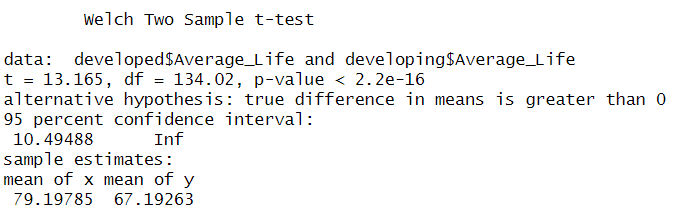 Welch Two Sample t-test
data:  developed$Average_Life and developing$Average_Life
t = 13.165, df = 134.02, p-value < 2.2e-16
alternative hypothesis: true difference in means is greater than 0
95 percent confidence interval:
 10.49488      Inf
sample estimates:
mean of x mean of y
 79.19785  67.19263